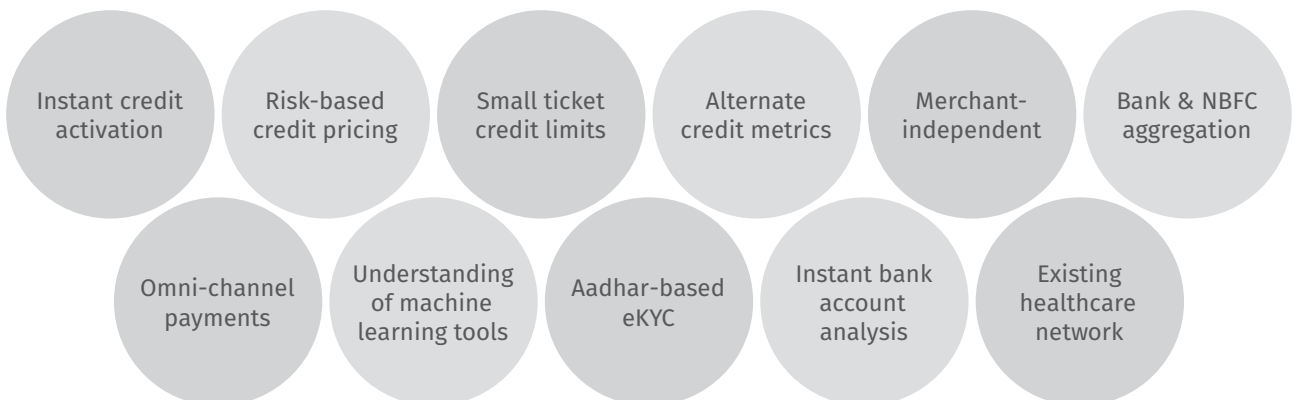 Instant credit
activation
Risk-based
credit pricing
Small ticket
credit limits
Alternate
credit metrics
Merchant-
independent
Bank & NBFC
aggregation
Omni-channel
payments
Understanding
of machine
learning tools
Aadhar-based
eKYC
Instant bank
account
analysis
Existing
healthcare
network